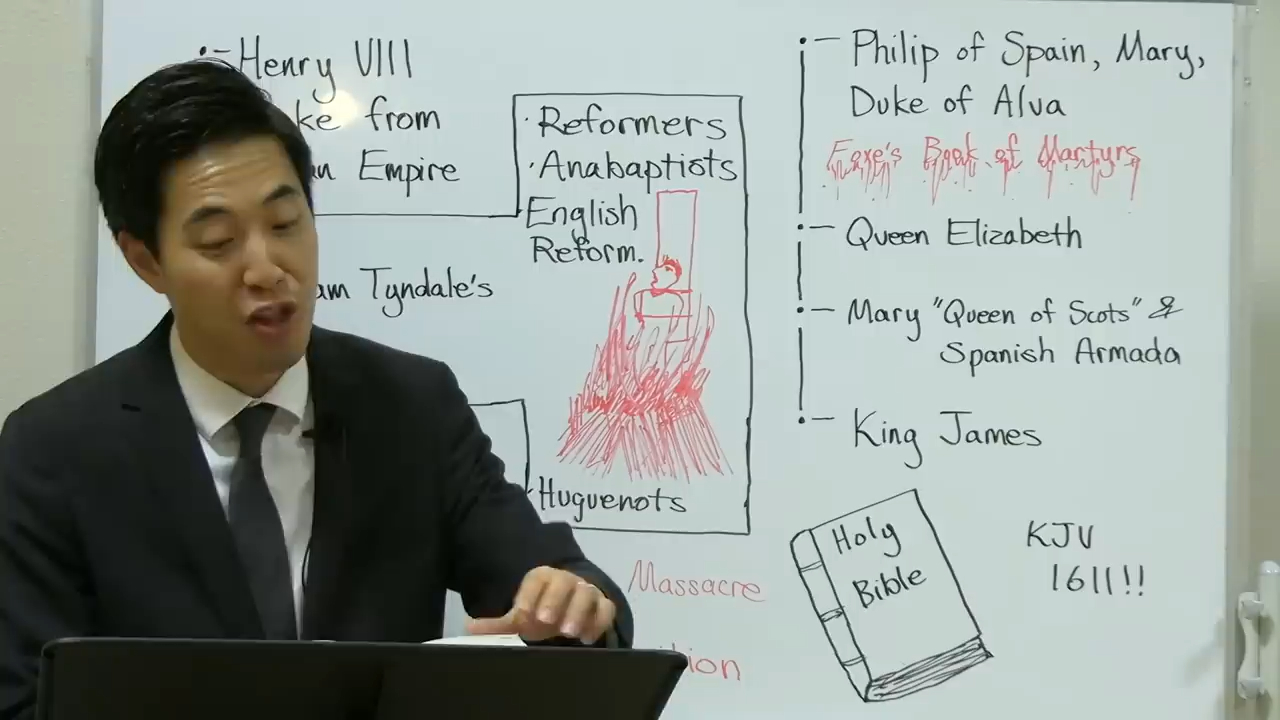 Henry VIII
ke from
an Empire
am Tyndale's
· Reformers
· Anabaptists
English
Reform.
· Huguenots
Massacre
ition
Philip of Spain, Mary,
Duke of Alva
Foxe's Book of Martyrs
Queen Elizabeth
Mary "Queen of Scots" &
Spanish Armada
King James
Holy
Bible
KJV
1611!!